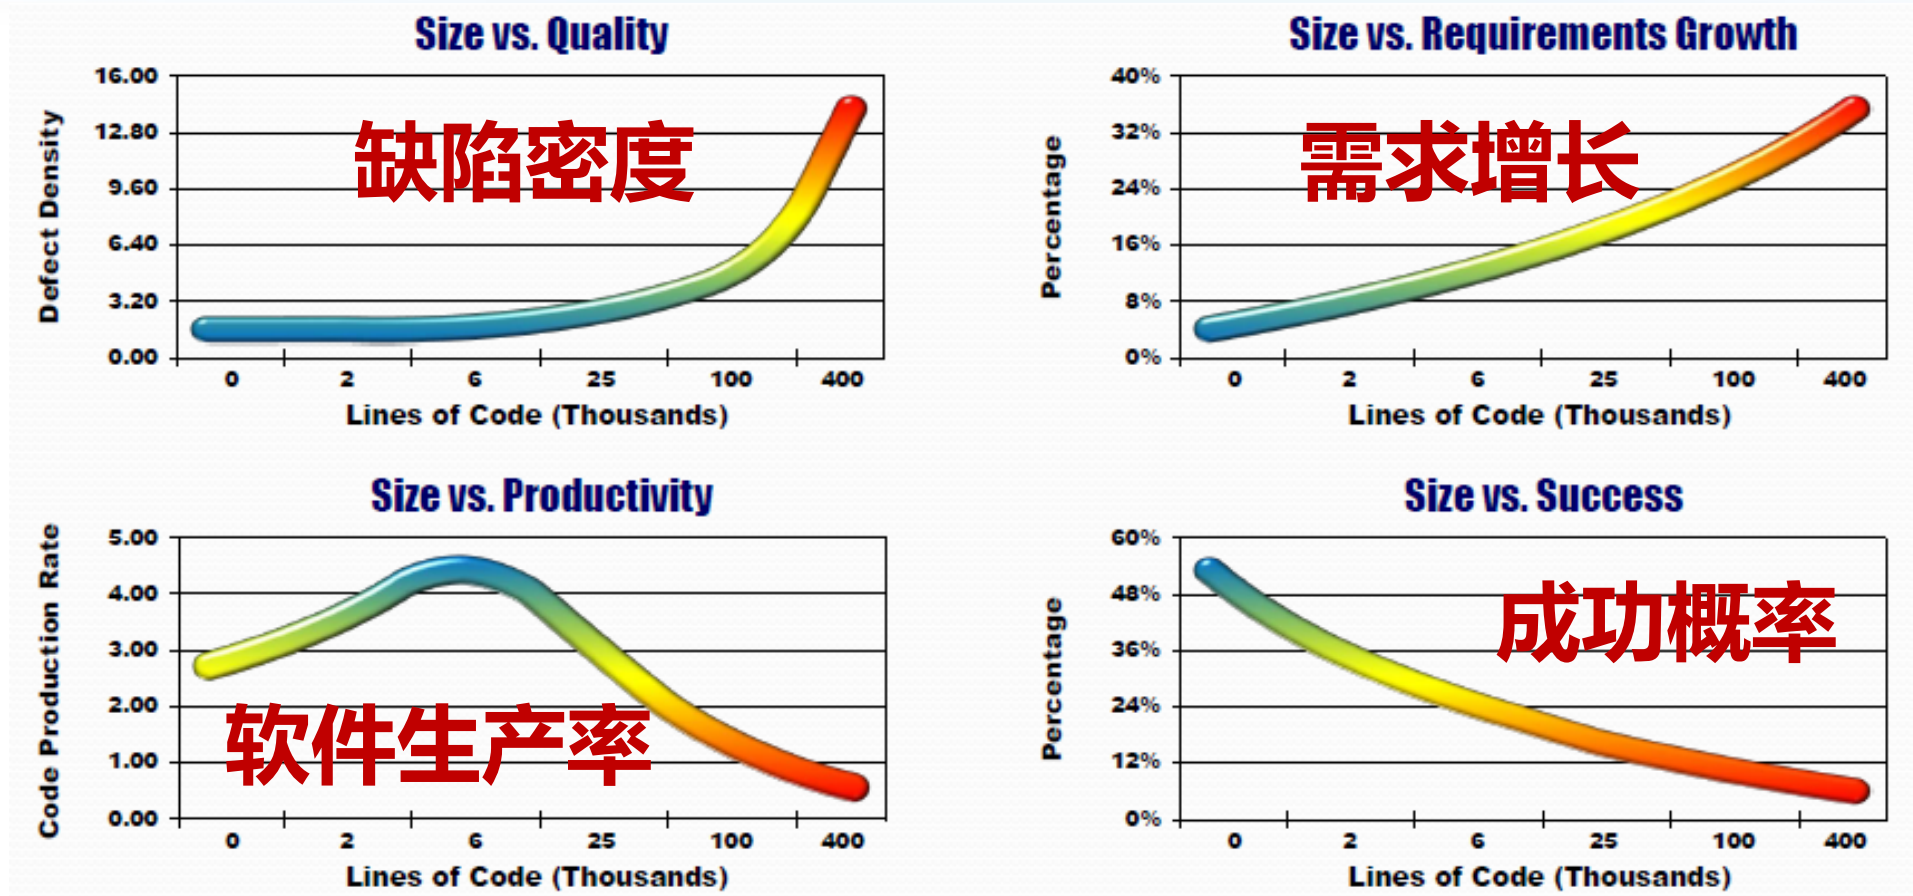 Size vs. Quality
Defect Density
16.00
12.80
9.60
6.40
3.20
0.00
缺陷密度
0 2 6 25 100 400
Lines of Code (Thousands)
Size vs. Requirements Growth
Percentage
40%
32%
24%
16%
8%
0%
需求增长
0 2 6 25 100 400
Lines of Code (Thousands)
Size vs. Productivity
Code Production Rate
5.00
4.00
3.00
2.00
1.00
0.00
软件生产率
0 2 6 25 100 400
Lines of Code (Thousands)
Size vs. Success
Percentage
60%
48%
36%
24%
12%
0%
成功概率
0 2 6 25 100 400
Lines of Code (Thousands)